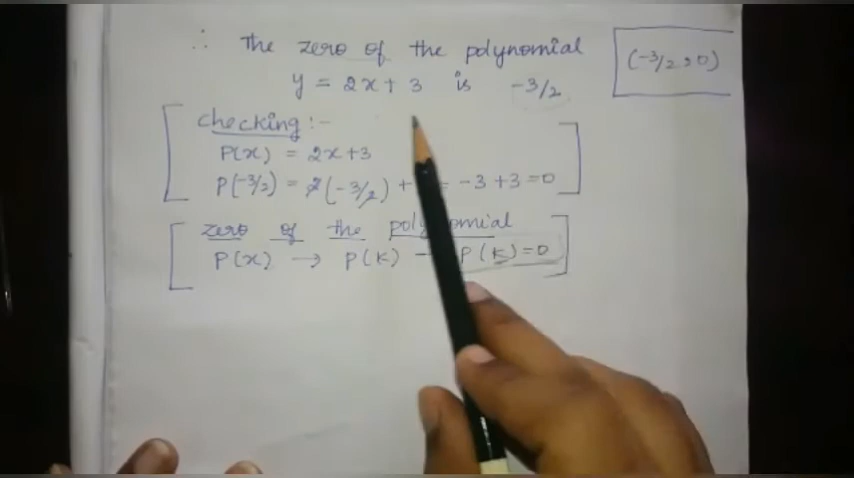 ∴ The zero of the polynomial
y = 2x + 3 is -3/2
(-3/2, 0)
checking :-
P(x) = 2x+3
P(-3/2) = 2(-3/2) + = -3 +3 = 0
zero of the polynomial
P(x) → P(k) → P(k) = 0